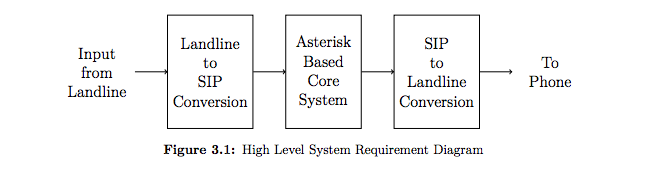 Input
from
Landline
Landline
to
SIP
Conversion
Asterisk
Based
Core
System
SIP
to
Landline
Conversion
To
Phone
Figure 3.1: High Level System Requirement Diagram